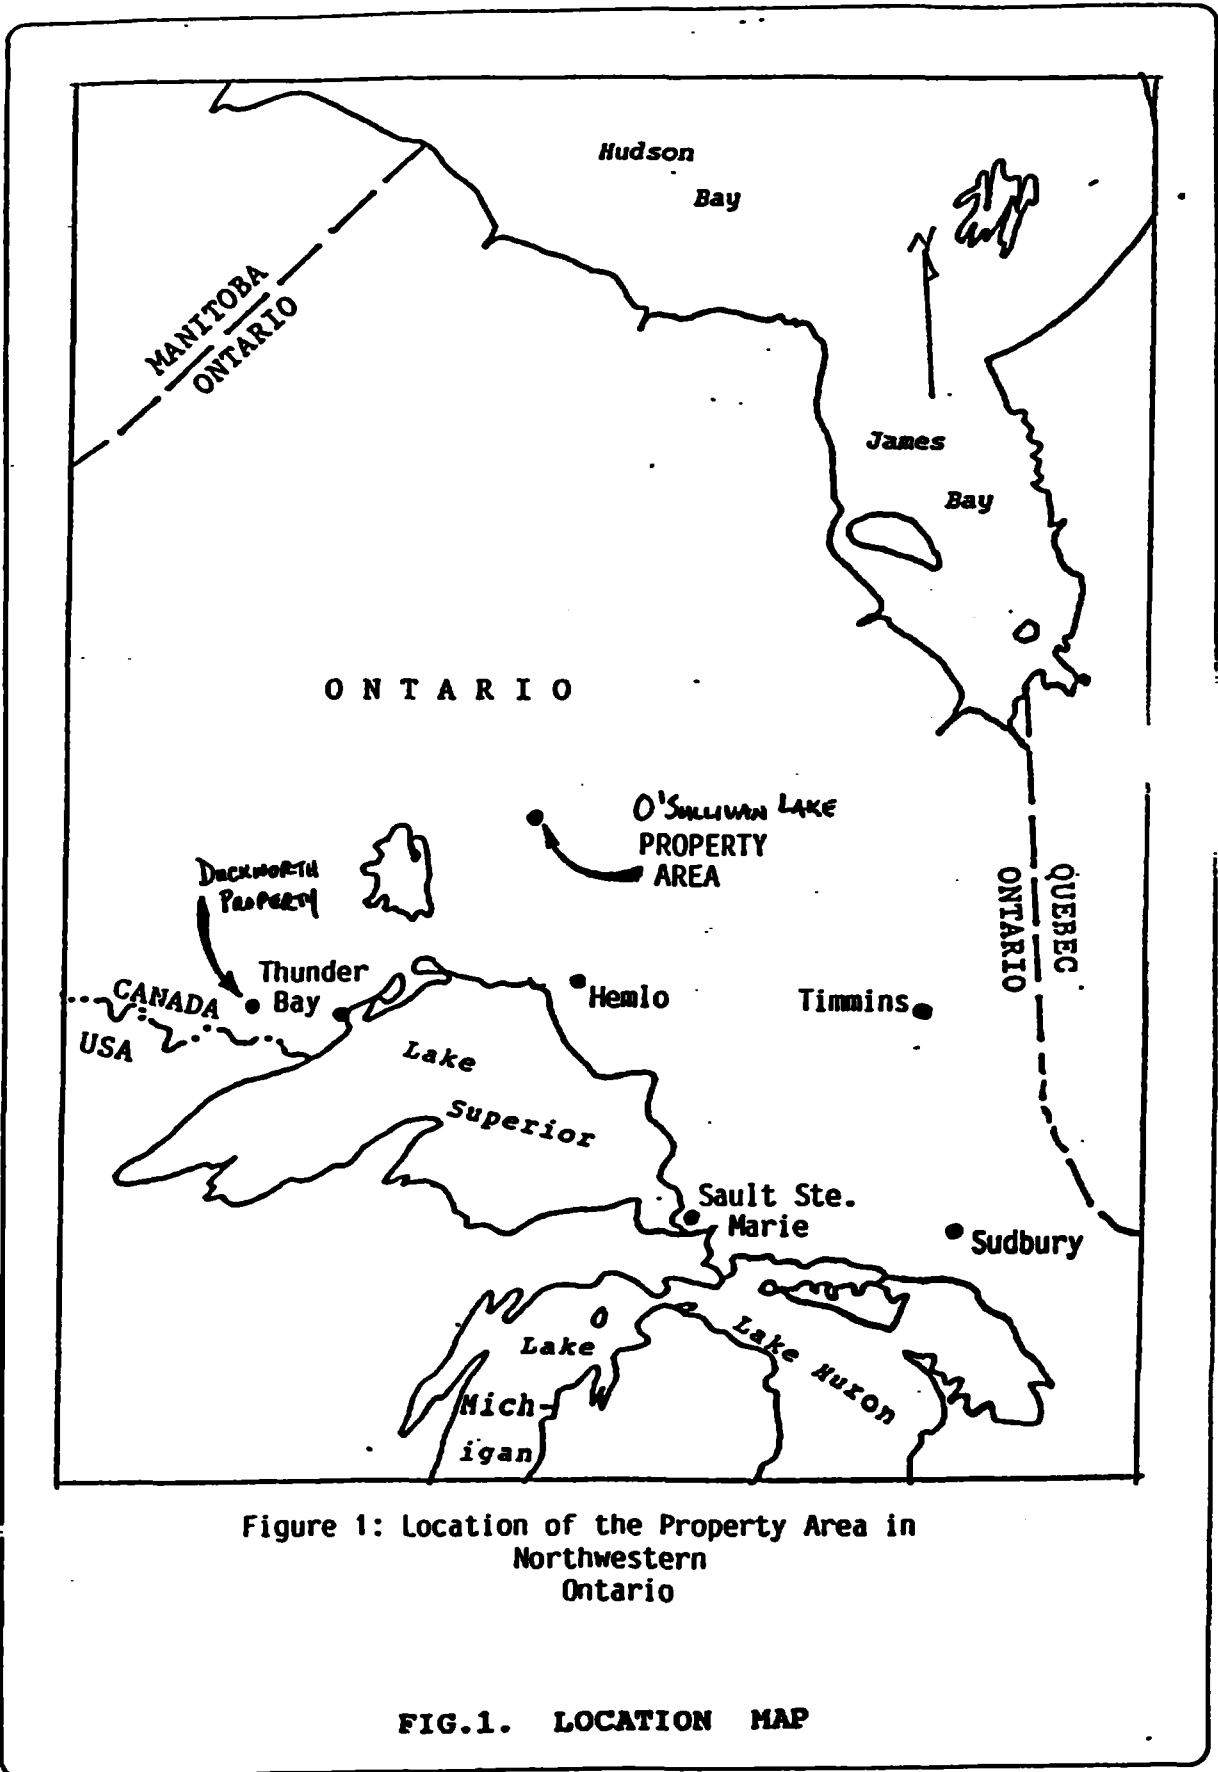 Hudson
Bay
N
MANITOBA
ONTARIO
James
Bay
ONTARIO
O'SULLIVAN LAKE
PROPERTY
AREA
DUCKWORTH
PROPERTY
QUEBEC
ONTARIO
Thunder
Bay
CANADA
USA
Hemlo
Timmins
Lake
Superior
Sault Ste.
Marie
Sudbury
Lake
Mich-
igan
Lake Huron
Figure 1: Location of the Property Area in
Northwestern
Ontario
FIG.1. LOCATION MAP